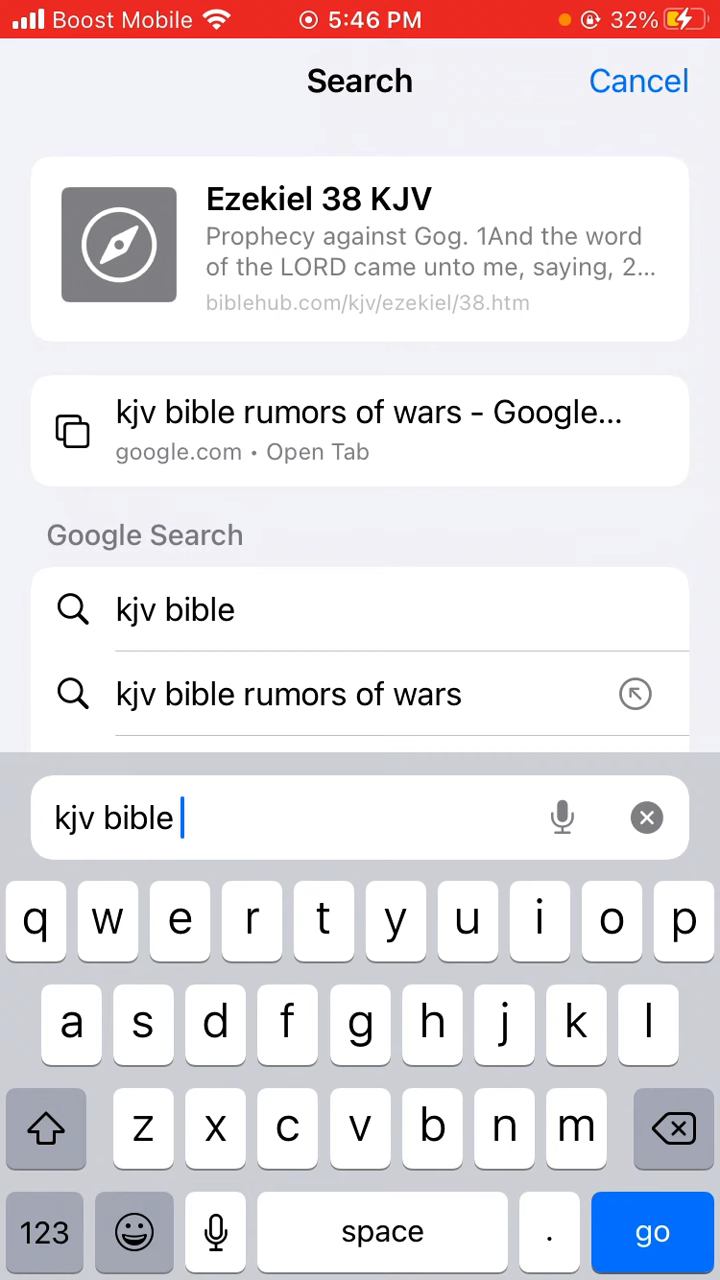 Boost Mobile 5:46 PM 32%
Search Cancel
Ezekiel 38 KJV
Prophecy against Gog. 1And the word
of the LORD came unto me, saying, 2...
biblehub.com/kjv/ezekiel/38.htm
kjv bible rumors of wars - Google...
google.com • Open Tab
Google Search
kjv bible
kjv bible rumors of wars
kjv bible
q w e r t y u i o p
a s d f g h j k l
z x c v b n m
123 space . go